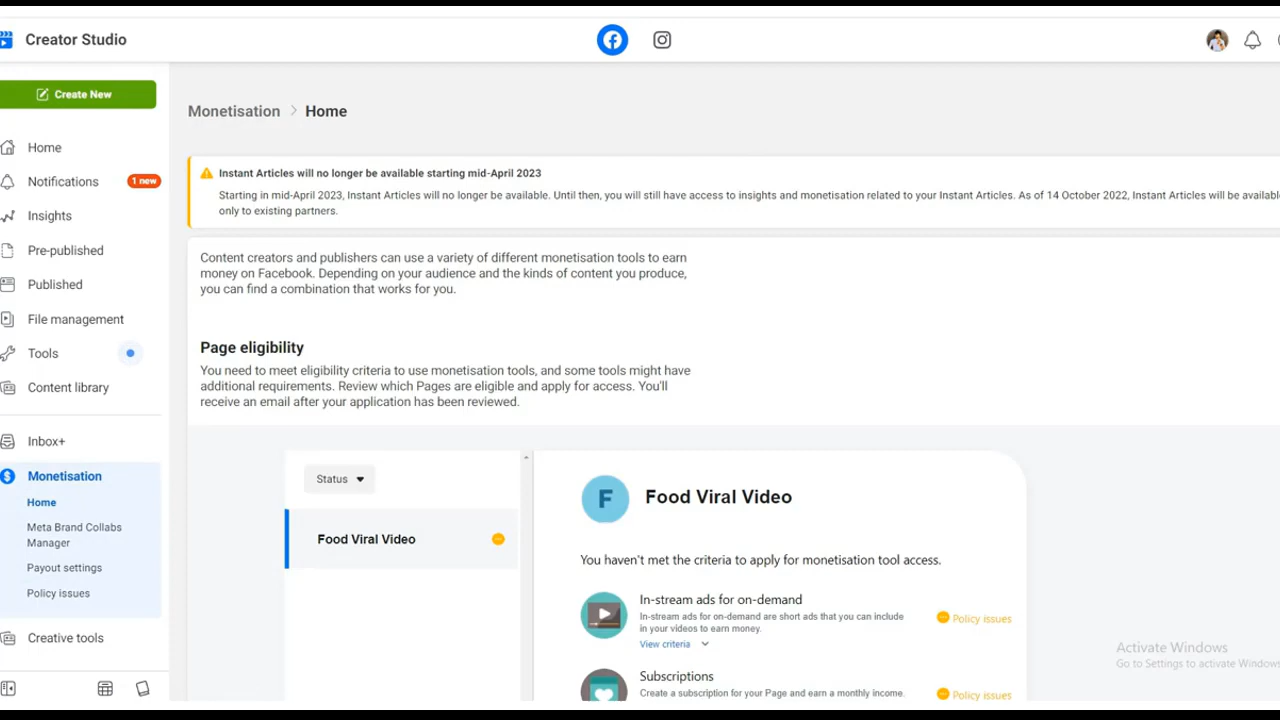 Creator Studio
Create New
Home
Notifications
1 new
Insights
Pre-published
Published
File management
Tools
Content library
Inbox+
Monetisation
Home
Meta Brand Collabs
Manager
Payout settings
Policy issues
Creative tools
Monetisation > Home
Instant Articles will no longer be available starting mid-April 2023
Starting in mid-April 2023, Instant Articles will no longer be available. Until then, you will still have access to insights and monetisation related to your Instant Articles. As of 14 October 2022, Instant Articles will be available
only to existing partners.
Content creators and publishers can use a variety of different monetisation tools to earn
money on Facebook. Depending on your audience and the kinds of content you produce,
you can find a combination that works for you.
Page eligibility
You need to meet eligibility criteria to use monetisation tools, and some tools might have
additional requirements. Review which Pages are eligible and apply for access. You'll
receive an email after your application has been reviewed.
Status
Food Viral Video
F
Food Viral Video
You haven't met the criteria to apply for monetisation tool access.
In-stream ads for on-demand
In-stream ads for on-demand are short ads that you can include
in your videos to earn money.
View criteria
Policy issues
Subscriptions
Create a subscription for your Page and earn a monthly income.
Policy issues
Activate Windows
Go to Settings to activate Windows